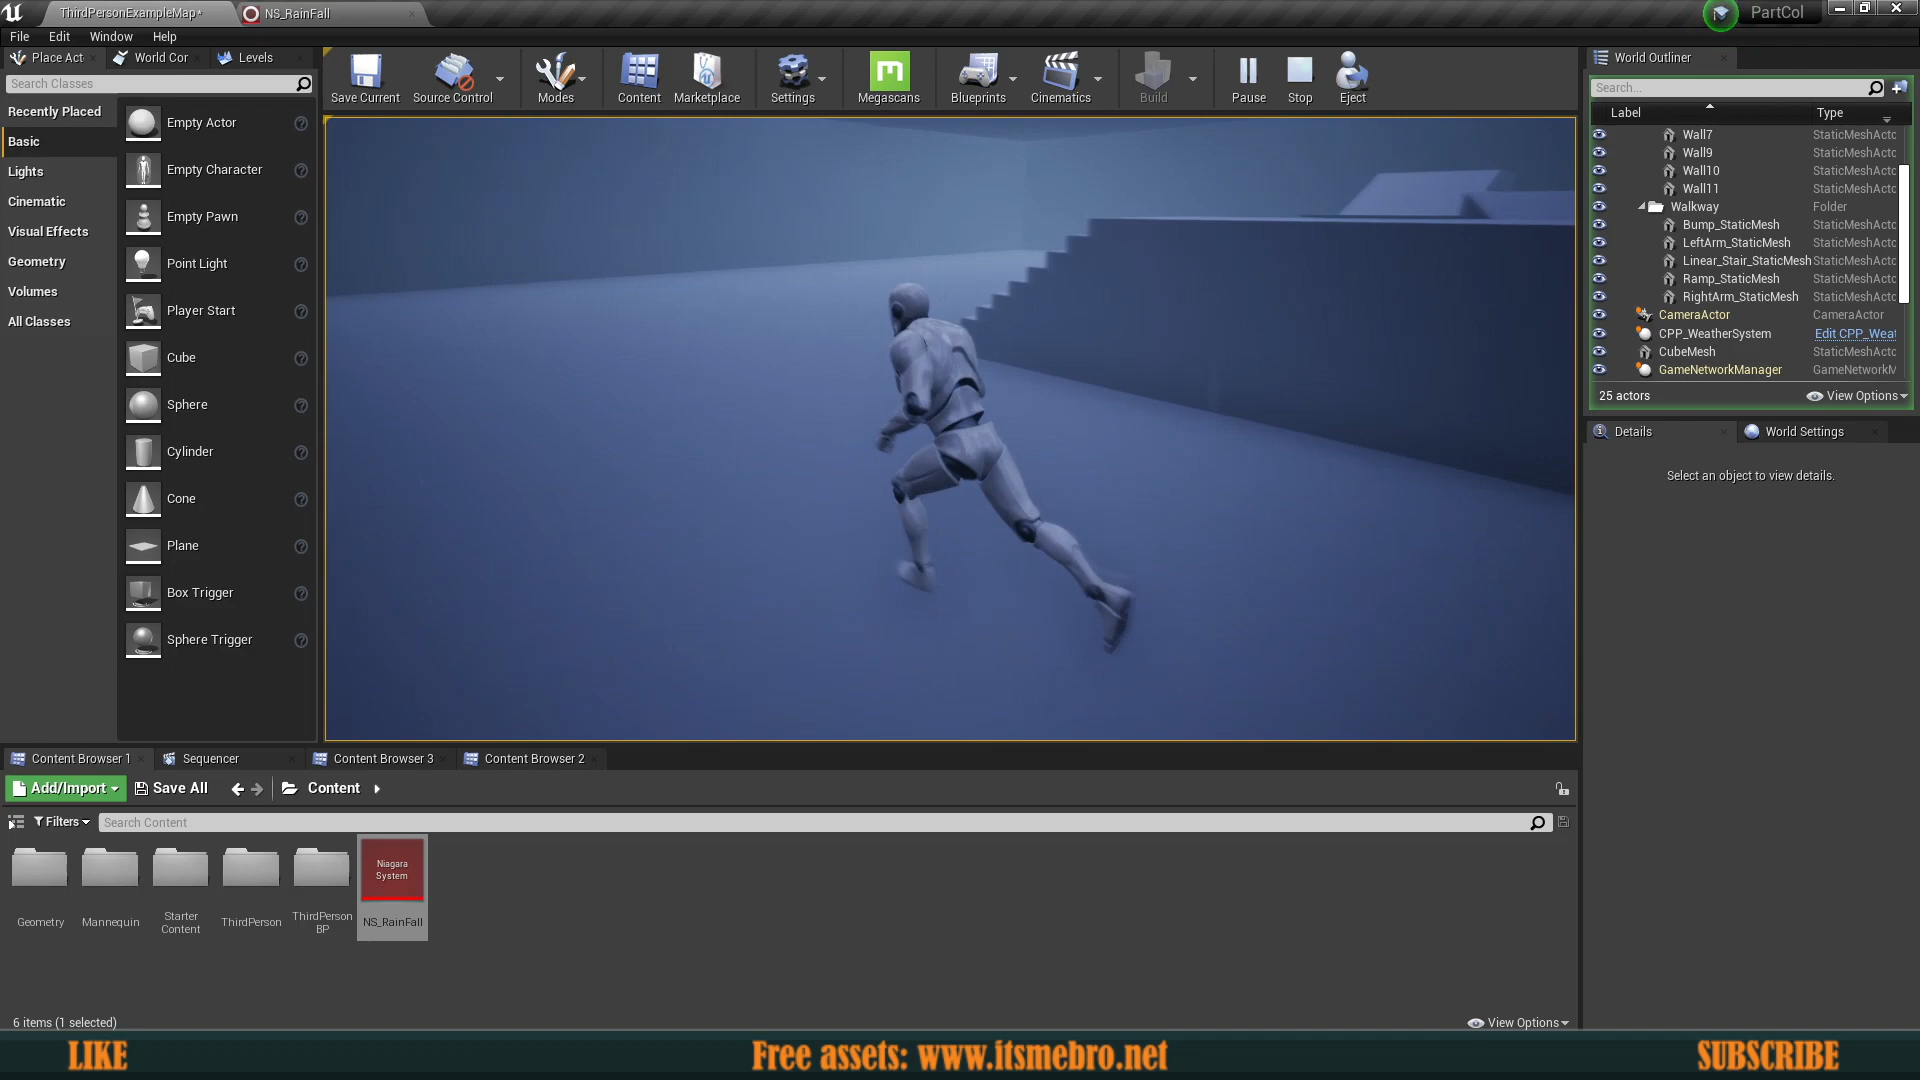 ThirdPersonExampleMap*
NS_RainFall
PartCol
File
Edit
Window
Help
Place Act
World Cor
Levels
World Outliner
Search Classes
Recently Placed
Basic
Lights
Cinematic
Visual Effects
Geometry
Volumes
All Classes
Empty Actor
Empty Character
Empty Pawn
Point Light
Player Start
Cube
Sphere
Cylinder
Cone
Plane
Box Trigger
Sphere Trigger
Save Current
Source Control
Modes
Content
Marketplace
Settings
Megascans
Blueprints
Cinematics
Build
Pause
Stop
Eject
Search...
Label
Type
Wall7
StaticMeshActo
Wall9
StaticMeshActo
Wall10
StaticMeshActo
Wall11
StaticMeshActo
Walkway
Folder
Bump_StaticMesh
StaticMeshActo
LeftArm_StaticMesh
StaticMeshActo
Linear_Stair_StaticMesh
StaticMeshActo
Ramp_StaticMesh
StaticMeshActo
RightArm_StaticMesh
StaticMeshActo
CameraActor
CameraActor
CPP_WeatherSystem
Edit CPP_Weat
CubeMesh
StaticMeshActo
GameNetworkManager
GameNetworkM
25 actors
View Options
Details
World Settings
Select an object to view details.
Content Browser 1
Sequencer
Content Browser 3
Content Browser 2
Add/Import
Save All
Content
Filters
Search Content
Niagara
System
Geometry
Mannequin
Starter
Content
ThirdPerson
ThirdPerson
BP
NS_RainFall
6 items (1 selected)
View Options
LIKE
Free assets: www.itsmebro.net
SUBSCRIBE